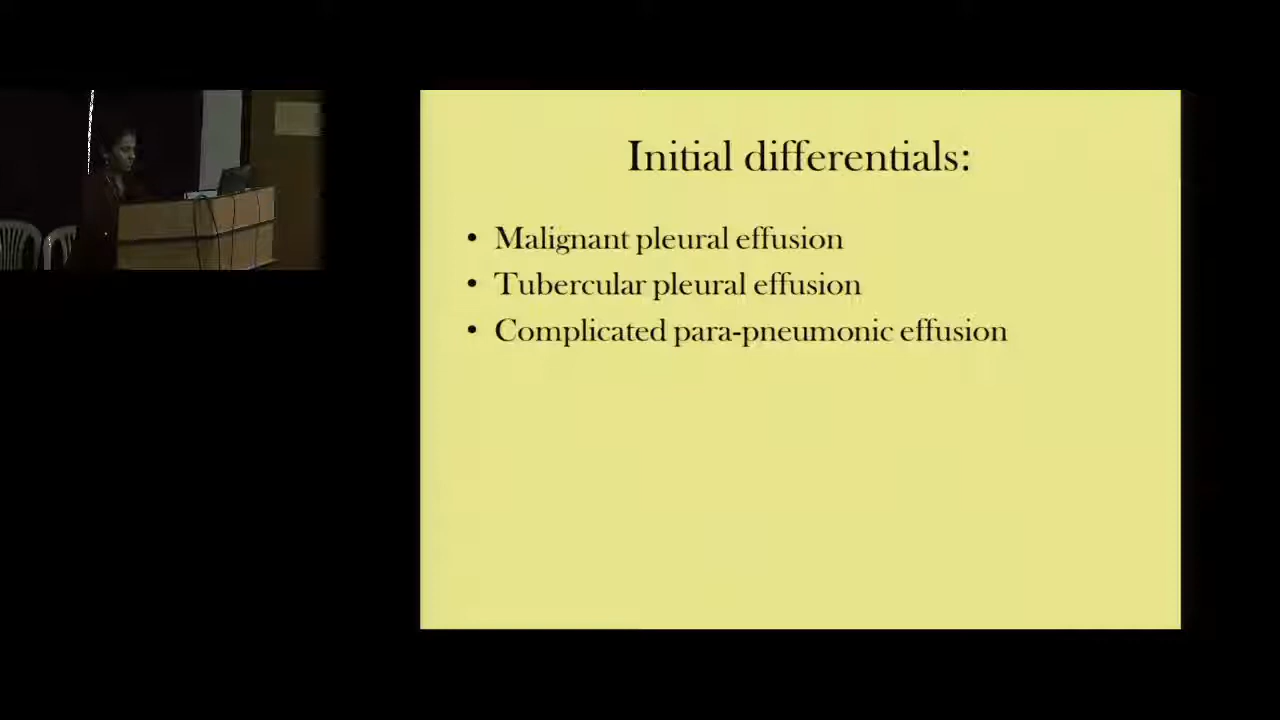 Initial differentials:
• Malignant pleural effusion
• Tubercular pleural effusion
• Complicated para-pneumonic effusion